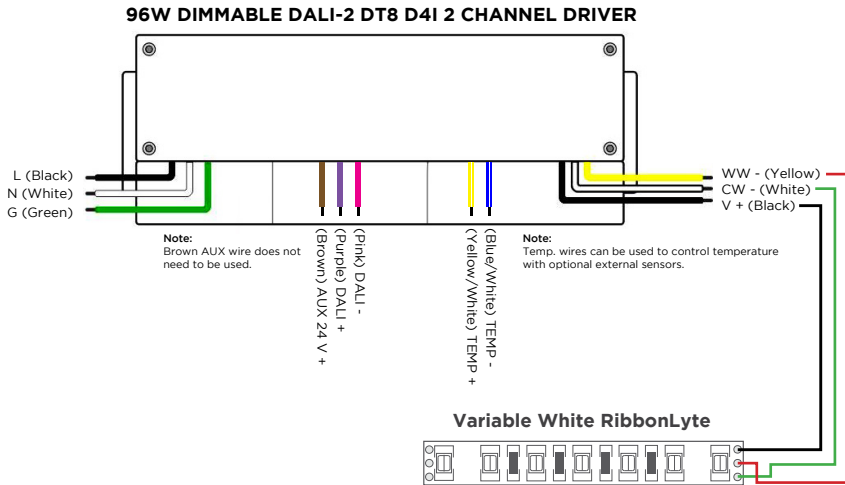 96W DIMMABLE DALI-2 DT8 D4I 2 CHANNEL DRIVER
L (Black)
N (White)
G (Green)
WW - (Yellow)
CW - (White)
V + (Black)
Note:
Brown AUX wire does not
need to be used.
(Brown) AUX 24 V +
(Purple) DALI +
(Pink) DALI -
(Yellow/White) TEMP +
(Blue/White) TEMP -
Note:
Temp. wires can be used to control temperature
with optional external sensors.
Variable White RibbonLyte